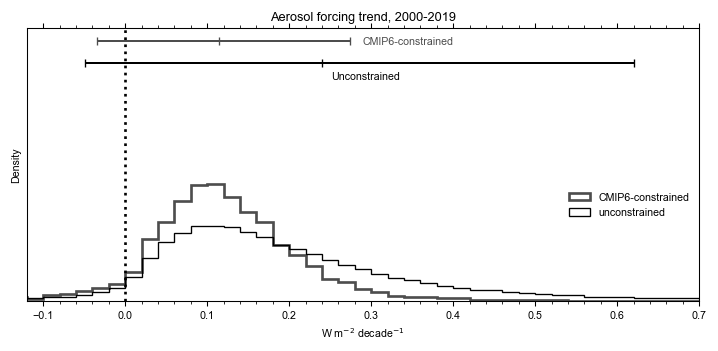 Aerosol forcing trend, 2000-2019
CMIP6-constrained
Unconstrained
Density
CMIP6-constrained
unconstrained
−0.1 0.0 0.1 0.2 0.3 0.4 0.5 0.6 0.7
W m⁻² decade⁻¹